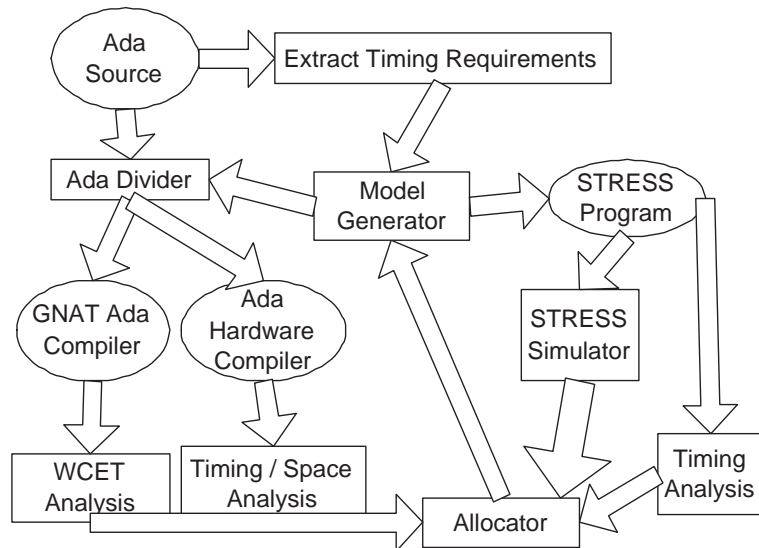 Ada
Source
Extract Timing Requirements
Ada Divider
Model
Generator
STRESS
Program
GNAT Ada
Compiler
Ada
Hardware
Compiler
STRESS
Simulator
WCET
Analysis
Timing / Space
Analysis
Allocator
Timing
Analysis